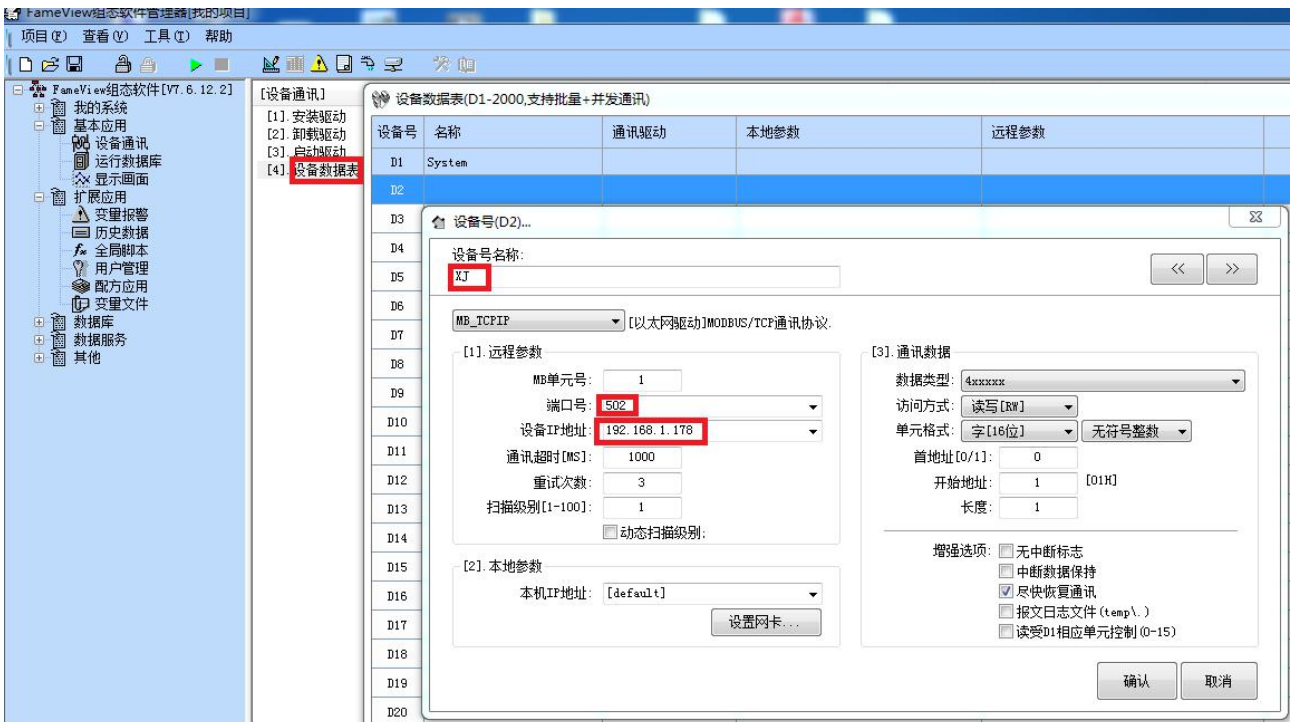 FameView组态软件管理器[我的项目]
项目(F) 查看(V) 工具(T) 帮助
FameView组态软件[V7.6.12.2]
我的系统
基本应用
设备通讯
运行数据库
显示画面
扩展应用
变里报警
历史数据
全局脚本
用户管理
配方应用
变里文件
数据库
数据服务
其他
[设备通讯]
[1].安装驱动
[2].卸载驱动
[3].启动驱动
[4].设备数据表
设备数据表(D1-2000,支持批量+并发通讯)
设备号 名称 通讯驱动 本地参数 远程参数
D1 System
D2
D3
D4
D5
D6
D7
D8
D9
D10
D11
D12
D13
D14
D15
D16
D17
D18
D19
D20
设备号(D2)...
设备号名称:
XJ
<< >>
MB_TCPIP [以太网驱动]MODBUS/TCP通讯协议.
[1].远程参数
MB单元号: 1
端口号: 502
设备IP地址: 192.168.1.178
通讯超时[MS]: 1000
重试次数: 3
扫描级别[1-100]: 1
动态扫描级别:
[2].本地参数
本机IP地址: [default]
设置网卡...
[3].通讯数据
数据类型: 4xxxxx
访问方式: 读写[RW]
单元格式: 字[16位] 无符号整数
首地址[0/1]: 0
开始地址: 1 [01H]
长度: 1
增强选项: 无中断标志
中断数据保持
尽快恢复通讯
报文日志文件(temp\.)
读受D1相应单元控制(0-15)
确认 取消